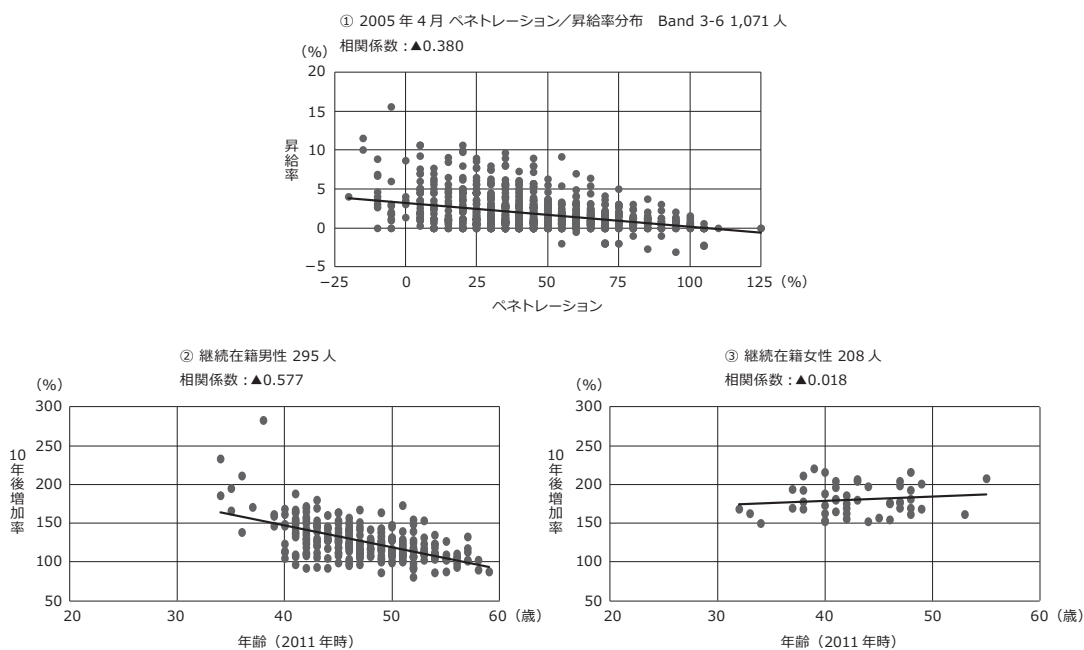 ① 2005 年 4 月 ペネトレーション／昇給率分布　Band 3-6 1,071 人
相関係数：▲0.380
（%）
20
15
10
5
0
−5
昇給率
−25 0 25 50 75 100 125（%）
ペネトレーション
② 継続在籍男性 295 人
相関係数：▲0.577
（%）
300
250
200
150
100
50
10年後増加率
20 30 40 50 60（歳）
年齢（2011 年時）
③ 継続在籍女性 208 人
相関係数：▲0.018
（%）
300
250
200
150
100
50
10年後増加率
20 30 40 50 60（歳）
年齢（2011 年時）